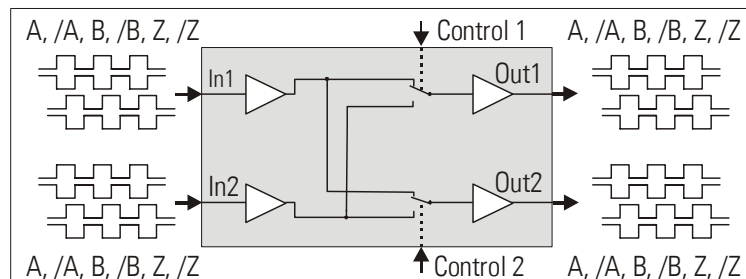 A, /A, B, /B, Z, /Z
Control 1
A, /A, B, /B, Z, /Z
In1
Out1
In2
Out2
A, /A, B, /B, Z, /Z
Control 2
A, /A, B, /B, Z, /Z